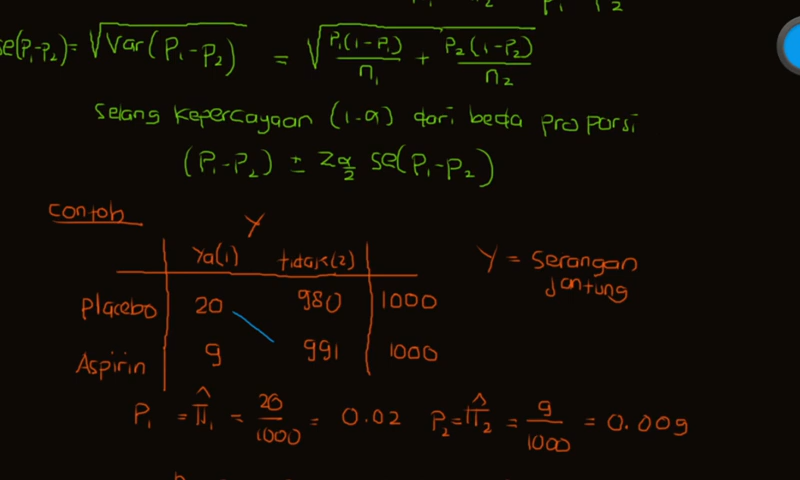 se(P₁-P₂) = √Var(P₁-P₂) = √(P₁(1-P₁)/n₁ + P₂(1-P₂)/n₂)
Selang kepercayaan (1-α) dari beda proporsi
(P₁-P₂) ± Zα/2 se(P₁-P₂)
Contoh
Y
Ya(1) tidak(2)
Placebo 20 980 1000
Aspirin 9 991 1000
Y = Serangan
Jantung
P₁ = π̂₁ = 20/1000 = 0.02 P₂ = π̂₂ = 9/1000 = 0.009